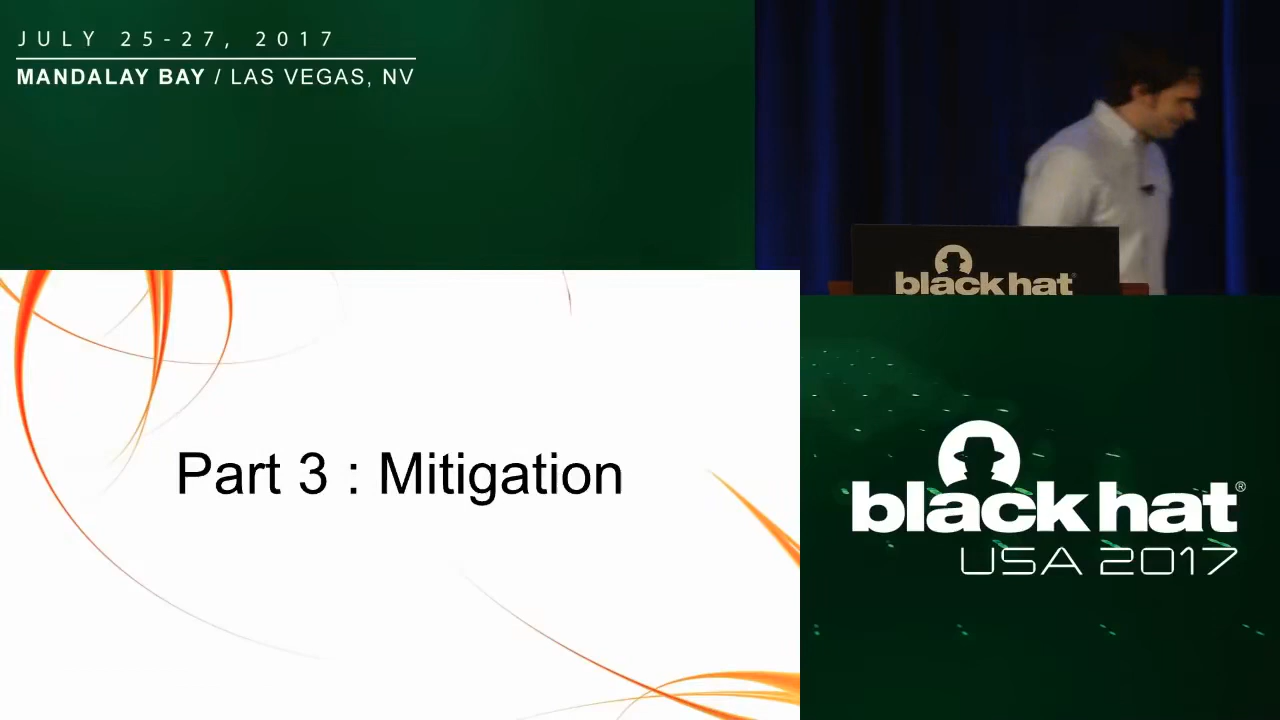 JULY 25-27, 2017
MANDALAY BAY / LAS VEGAS, NV
black hat
Part 3 : Mitigation
black hat®
USA 2017